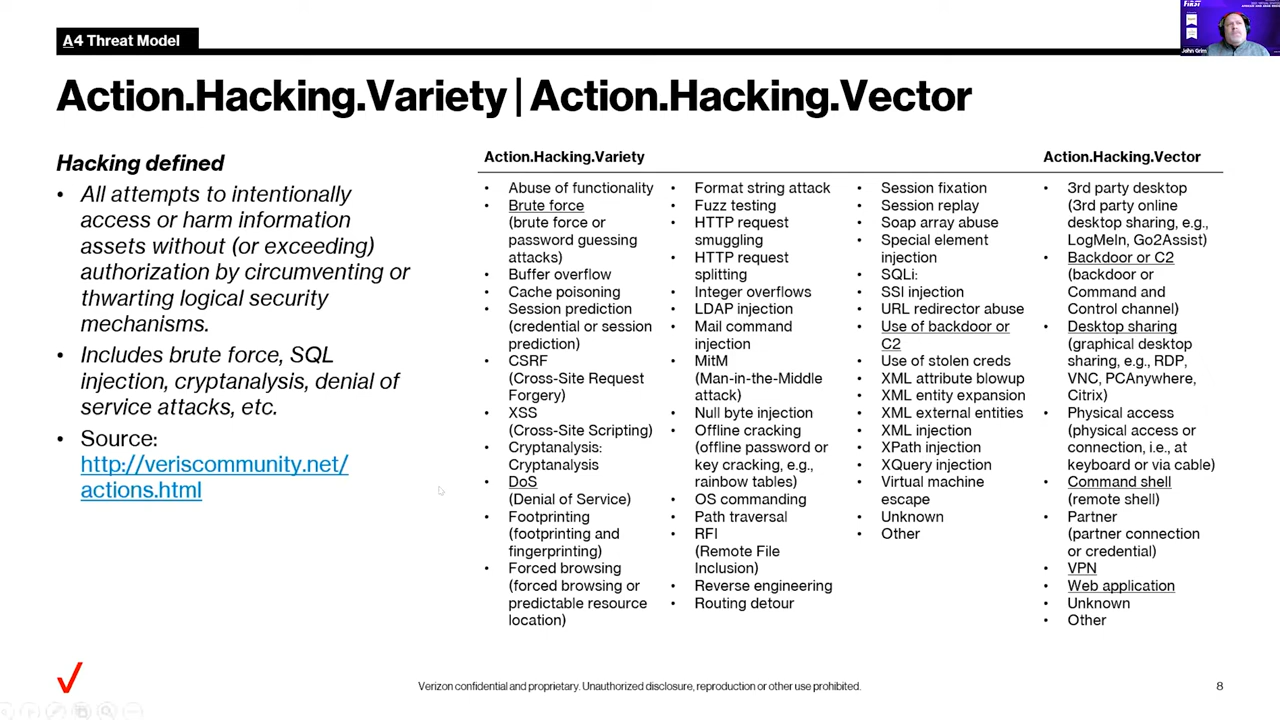 A4 Threat Model
FIRST
John Grim
Action.Hacking.Variety | Action.Hacking.Vector
Hacking defined
• All attempts to intentionally
access or harm information
assets without (or exceeding)
authorization by circumventing or
thwarting logical security
mechanisms.
• Includes brute force, SQL
injection, cryptanalysis, denial of
service attacks, etc.
• Source:
http://veriscommunity.net/
actions.html
Action.Hacking.Variety
• Abuse of functionality
• Brute force
(brute force or
password guessing
attacks)
• Buffer overflow
• Cache poisoning
• Session prediction
(credential or session
prediction)
• CSRF
(Cross-Site Request
Forgery)
• XSS
(Cross-Site Scripting)
• Cryptanalysis:
Cryptanalysis
• DoS
(Denial of Service)
• Footprinting
(footprinting and
fingerprinting)
• Forced browsing
(forced browsing or
predictable resource
location)
• Format string attack
• Fuzz testing
• HTTP request
smuggling
• HTTP request
splitting
• Integer overflows
• LDAP injection
• Mail command
injection
• MitM
(Man-in-the-Middle
attack)
• Null byte injection
• Offline cracking
(offline password or
key cracking, e.g.,
rainbow tables)
• OS commanding
• Path traversal
• RFI
(Remote File
Inclusion)
• Reverse engineering
• Routing detour
• Session fixation
• Session replay
• Soap array abuse
• Special element
injection
• SQLi:
• SSI injection
• URL redirector abuse
• Use of backdoor or
C2
• Use of stolen creds
• XML attribute blowup
• XML entity expansion
• XML external entities
• XML injection
• XPath injection
• XQuery injection
• Virtual machine
escape
• Unknown
• Other
Action.Hacking.Vector
• 3rd party desktop
(3rd party online
desktop sharing, e.g.,
LogMeIn, Go2Assist)
• Backdoor or C2
(backdoor or
Command and
Control channel)
• Desktop sharing
(graphical desktop
sharing, e.g., RDP,
VNC, PCAnywhere,
Citrix)
• Physical access
(physical access or
connection, i.e., at
keyboard or via cable)
• Command shell
(remote shell)
• Partner
(partner connection
or credential)
• VPN
• Web application
• Unknown
• Other
Verizon confidential and proprietary. Unauthorized disclosure, reproduction or other use prohibited.
8